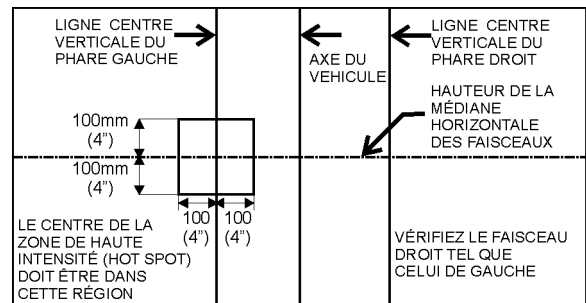 LIGNE CENTRE
VERTICALE DU
PHARE GAUCHE
AXE DU
VEHICULE
LIGNE CENTRE
VERTICALE DU
PHARE DROIT
HAUTEUR DE LA
MÉDIANE
HORIZONTALE
DES FAISCEAUX
100mm
(4")
100mm
(4")
100
(4")
100
(4")
LE CENTRE DE LA
ZONE DE HAUTE
INTENSITÉ (HOT SPOT)
DOIT ÊTRE DANS
CETTE RÉGION
VÉRIFIEZ LE FAISCEAU
DROIT TEL QUE
CELUI DE GAUCHE